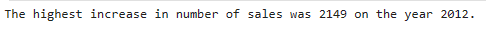 The highest increase in number of sales was 2149 on the year 2012.